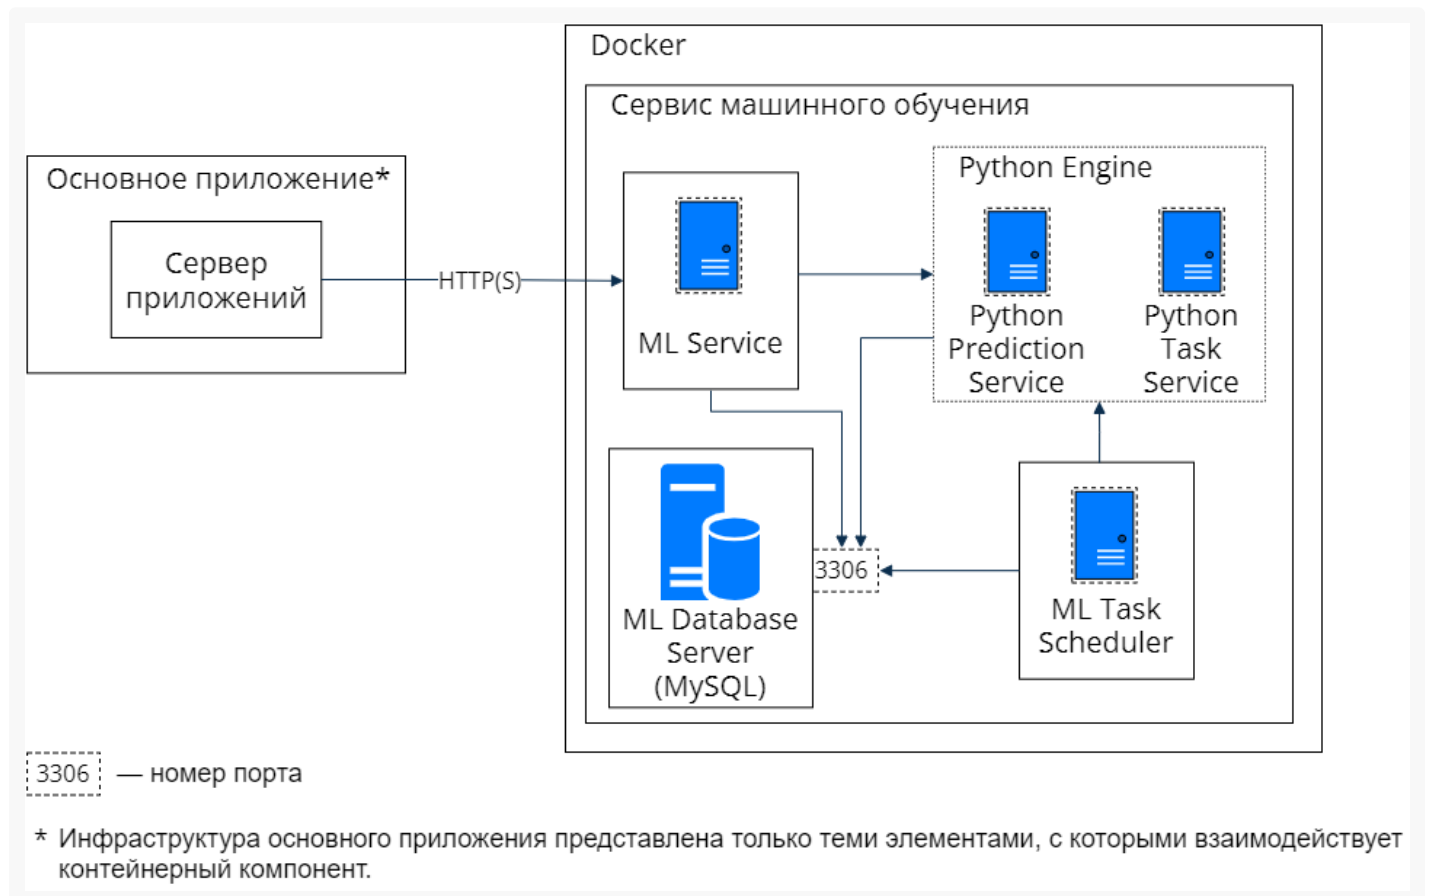 Docker
Сервис машинного обучения
Основное приложение*
Сервер
приложений
HTTP(S)
ML Service
Python Engine
Python
Prediction
Service
Python
Task
Service
ML Database
Server
(MySQL)
3306
ML Task
Scheduler
3306 — номер порта
* Инфраструктура основного приложения представлена только теми элементами, с которыми взаимодействует
контейнерный компонент.